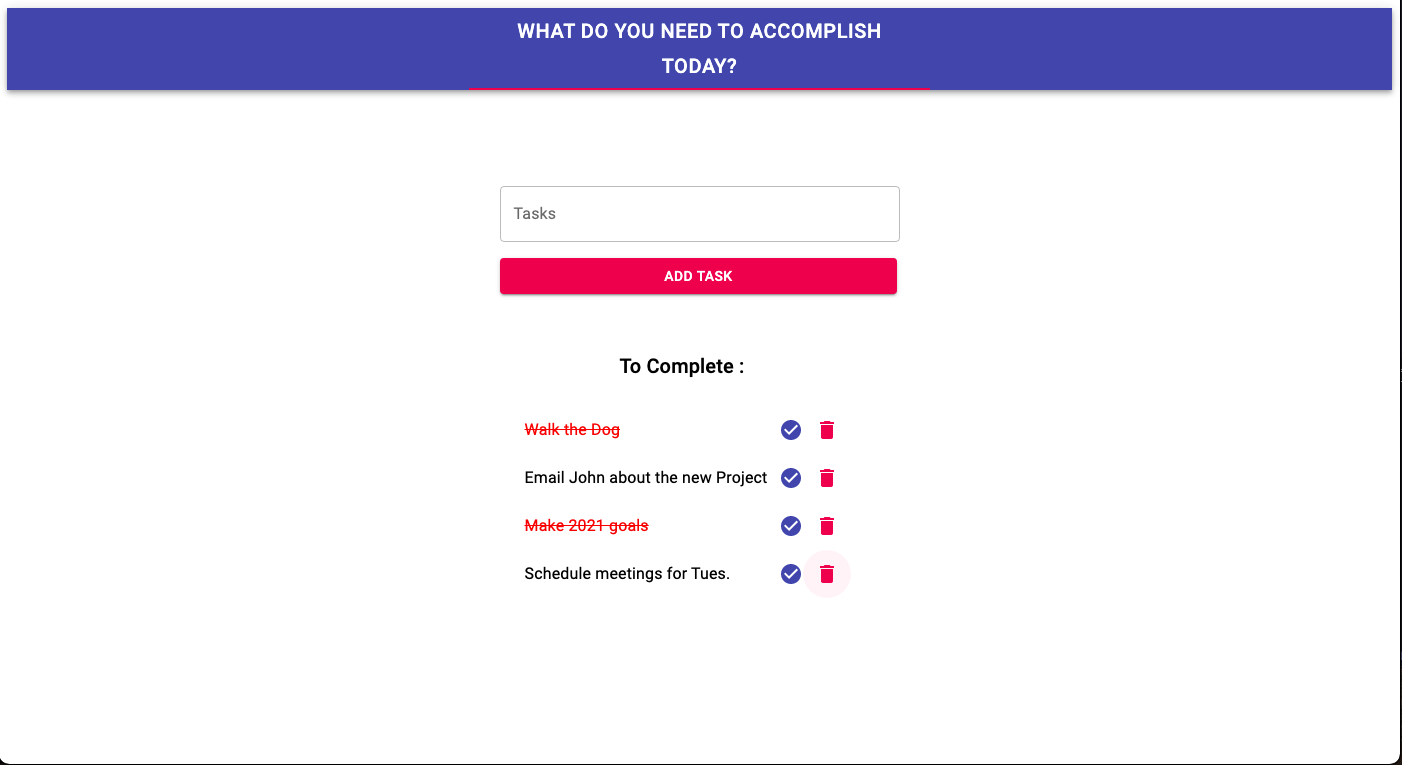 WHAT DO YOU NEED TO ACCOMPLISH
TODAY?
Tasks
ADD TASK
To Complete :
Walk the Dog
Email John about the new Project
Make 2021 goals
Schedule meetings for Tues.